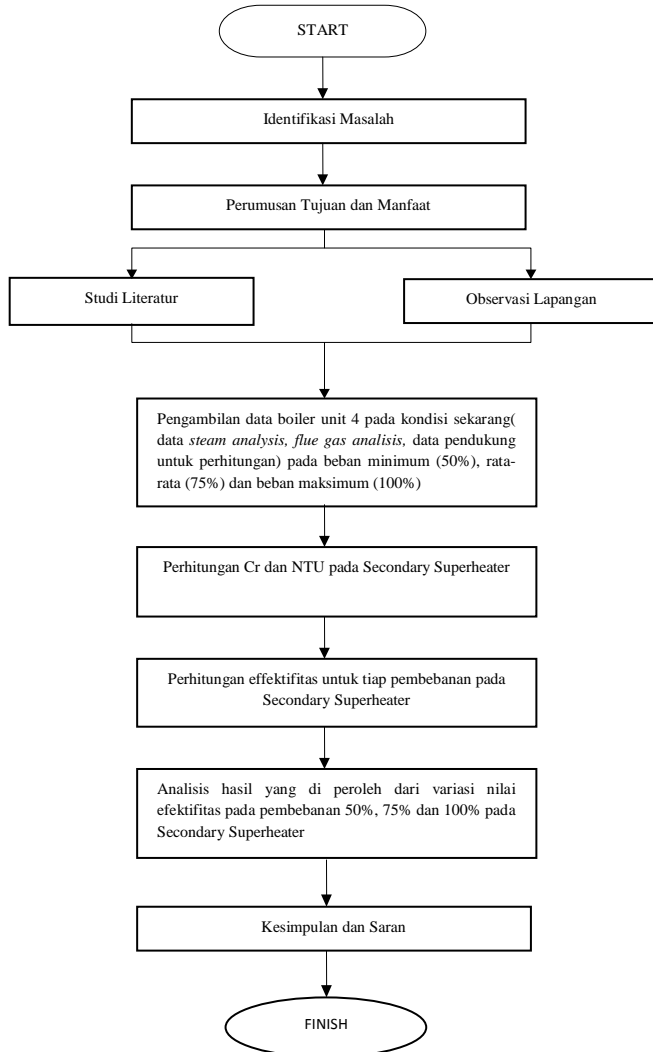 START
Identifikasi Masalah
Perumusan Tujuan dan Manfaat
Studi Literatur
Observasi Lapangan
Pengambilan data boiler unit 4 pada kondisi sekarang(
data steam analysis, flue gas analisis, data pendukung
untuk perhitungan) pada beban minimum (50%), rata-
rata (75%) dan beban maksimum (100%)
Perhitungan Cr dan NTU pada Secondary Superheater
Perhitungan effektifitas untuk tiap pembebanan pada
Secondary Superheater
Analisis hasil yang di peroleh dari variasi nilai
efektifitas pada pembebanan 50%, 75% dan 100% pada
Secondary Superheater
Kesimpulan dan Saran
FINISH